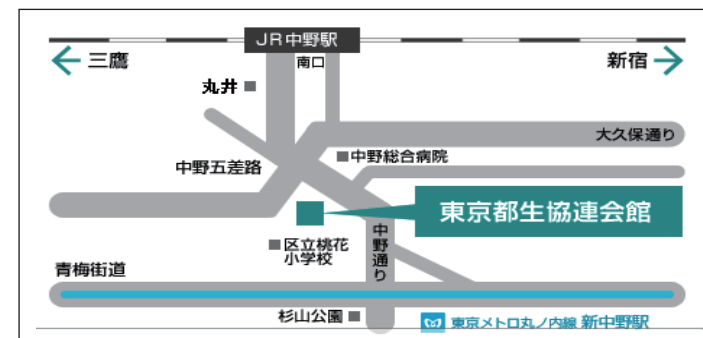 JR中野駅
三鷹
南口
新宿
丸井
大久保通り
中野総合病院
中野五差路
東京都生協連会館
区立桃花
小学校
中野通り
青梅街道
杉山公園
東京メトロ丸ノ内線 新中野駅